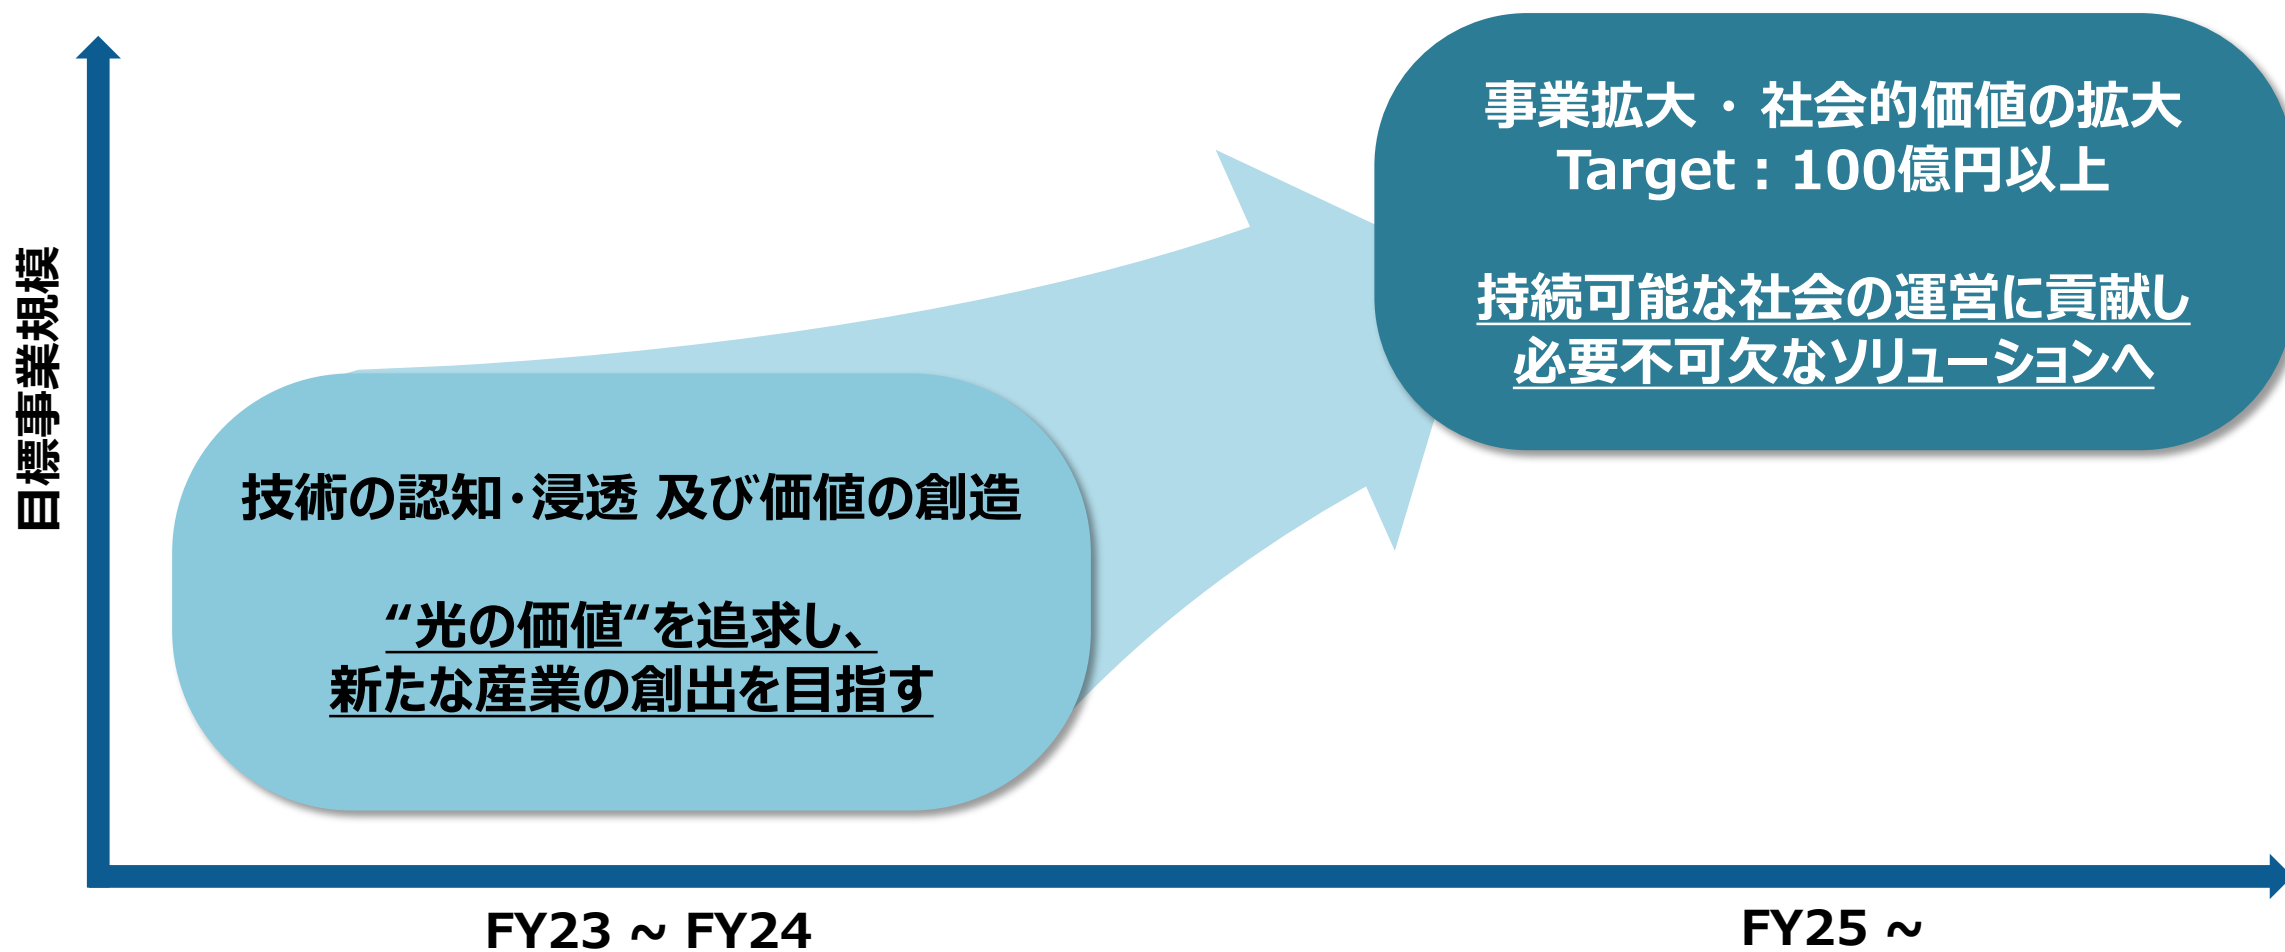 目標事業規模
事業拡大・社会的価値の拡大
Target：100億円以上
持続可能な社会の運営に貢献し
必要不可欠なソリューションへ
技術の認知･浸透 及び価値の創造
“光の価値“を追求し、
新たな産業の創出を目指す
FY23 ~ FY24
FY25 ~